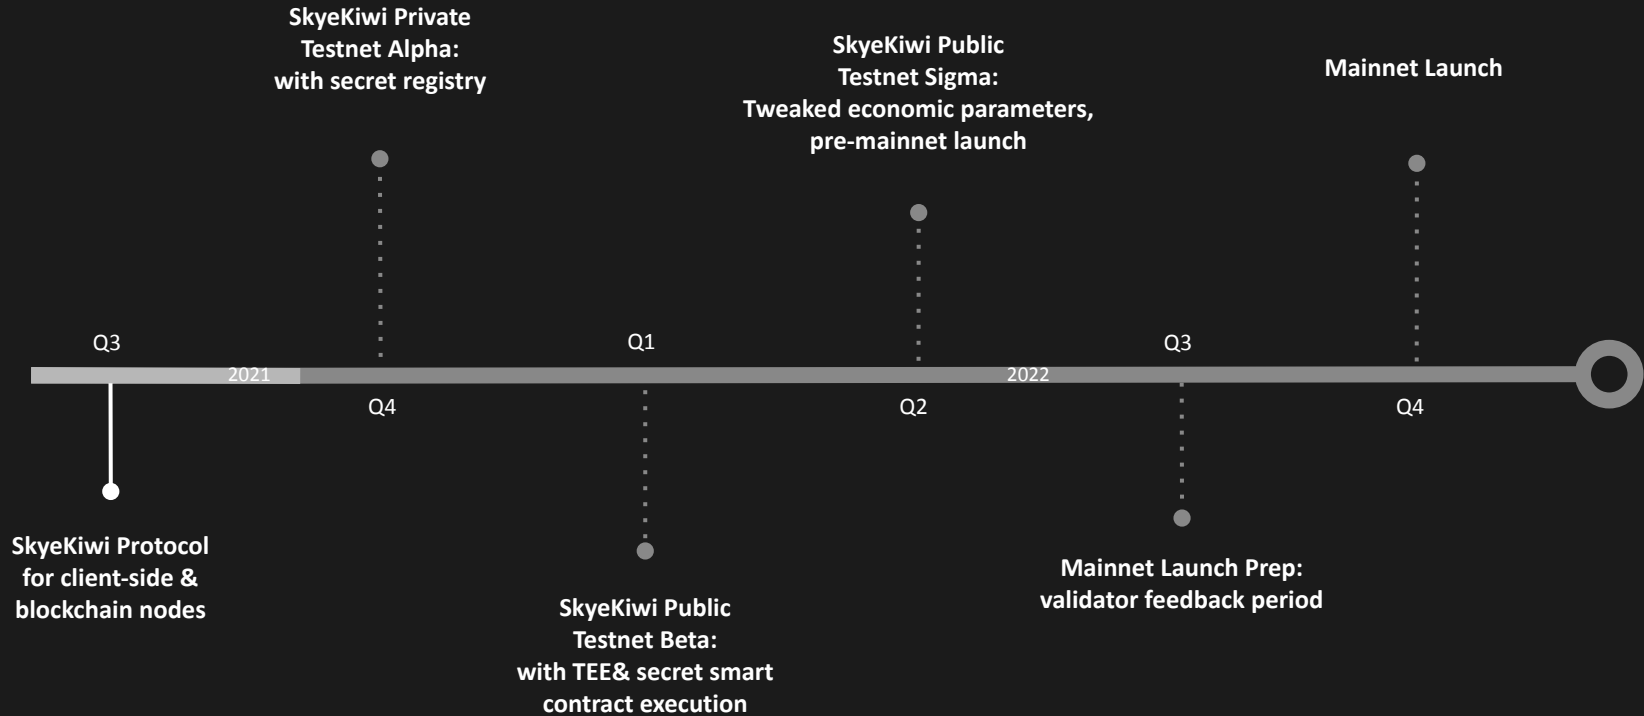 SkyeKiwi Private
Testnet Alpha:
with secret registry
SkyeKiwi Public
Testnet Sigma:
Tweaked economic parameters,
pre-mainnet launch
Mainnet Launch
Q3
Q1
Q3
2021
2022
Q4
Q2
Q4
SkyeKiwi Protocol
for client-side &
blockchain nodes
SkyeKiwi Public
Testnet Beta:
with TEE& secret smart
contract execution
Mainnet Launch Prep:
validator feedback period